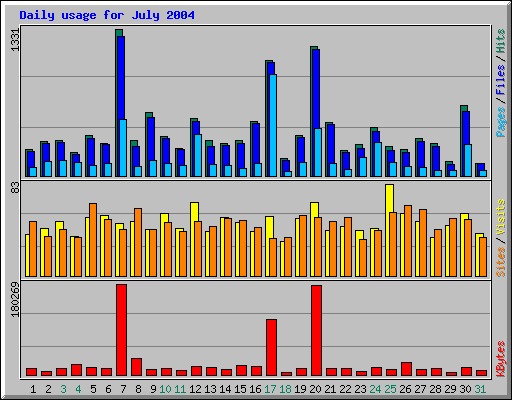 Daily usage for July 2004
1331
Pages / Files / Hits
83
Sites / Visits
180269
KBytes
1 2 3 4 5 6 7 8 9 10 11 12 13 14 15 16 17 18 19 20 21 22 23 24 25 26 27 28 29 30 31